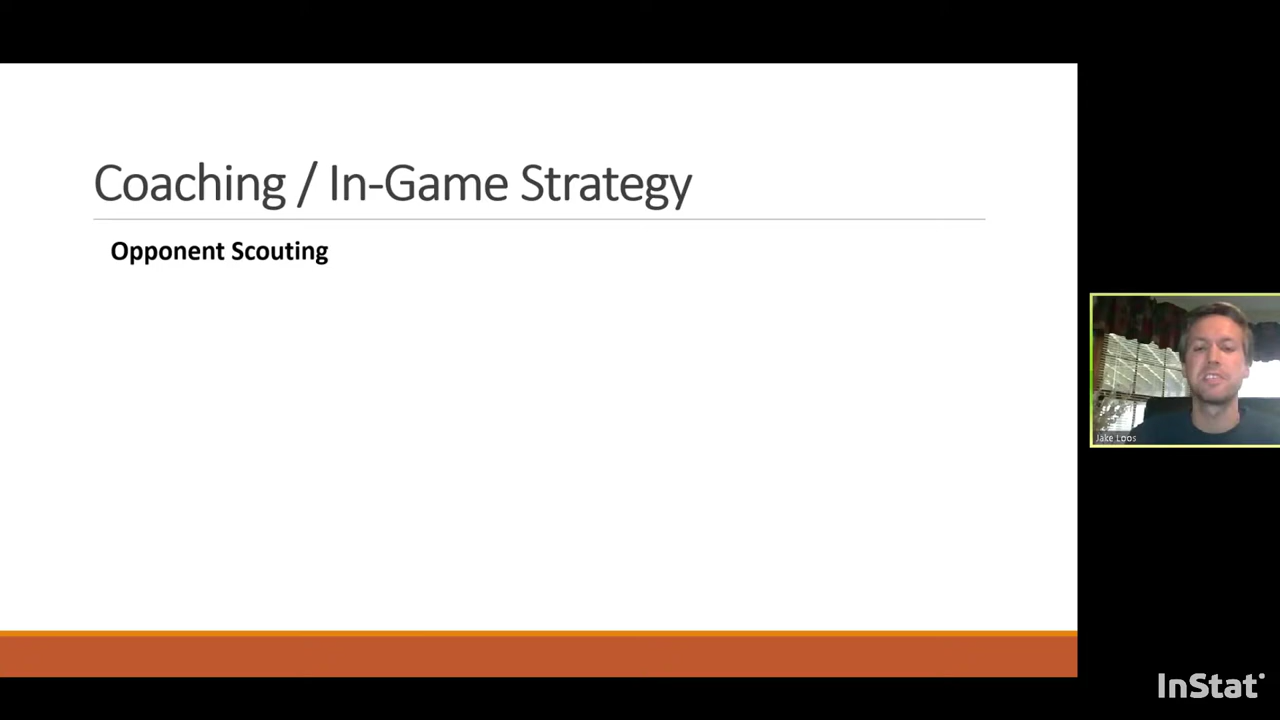 Coaching / In-Game Strategy
Opponent Scouting
Jake Loos
InStat